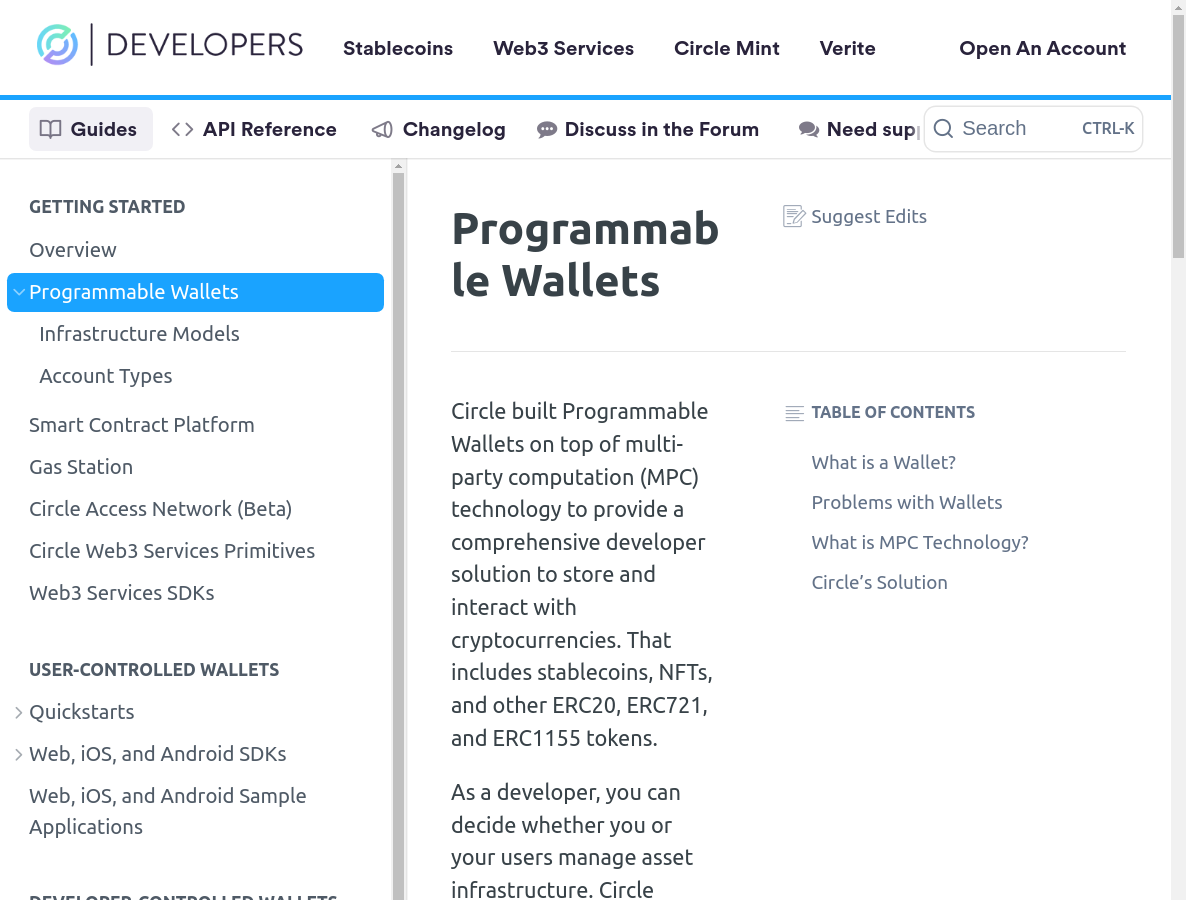 DEVELOPERS
Stablecoins
Web3 Services
Circle Mint
Verite
Open An Account
Guides
API Reference
Changelog
Discuss in the Forum
Need sup
Search
CTRL-K
GETTING STARTED
Overview
Programmable Wallets
Infrastructure Models
Account Types
Smart Contract Platform
Gas Station
Circle Access Network (Beta)
Circle Web3 Services Primitives
Web3 Services SDKs
USER-CONTROLLED WALLETS
Quickstarts
Web, iOS, and Android SDKs
Web, iOS, and Android Sample
Applications
DEVELOPER-CONTROLLED WALLETS
Programmab
le Wallets
Suggest Edits
Circle built Programmable
Wallets on top of multi-
party computation (MPC)
technology to provide a
comprehensive developer
solution to store and
interact with
cryptocurrencies. That
includes stablecoins, NFTs,
and other ERC20, ERC721,
and ERC1155 tokens.
As a developer, you can
decide whether you or
your users manage asset
infrastructure. Circle
TABLE OF CONTENTS
What is a Wallet?
Problems with Wallets
What is MPC Technology?
Circle’s Solution